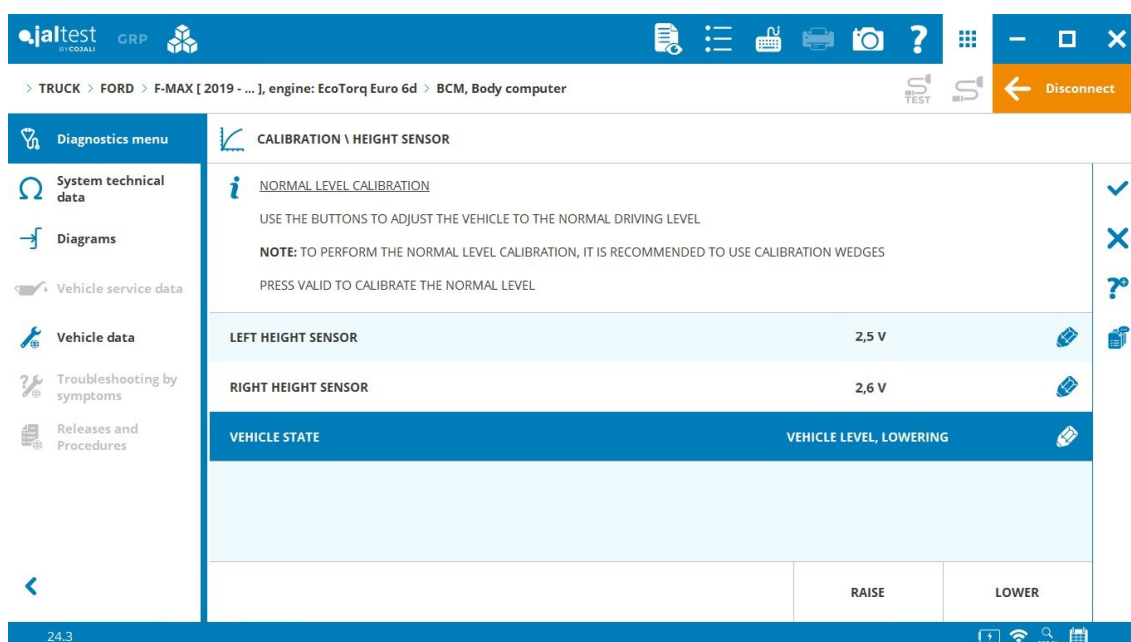 jaltest GRP
BY COJALI
> TRUCK > FORD > F-MAX [ 2019 - ... ], engine: EcoTorq Euro 6d > BCM, Body computer
TEST
Disconnect
Diagnostics menu
System technical
data
Diagrams
Vehicle service data
Vehicle data
Troubleshooting by
symptoms
Releases and
Procedures
CALIBRATION \ HEIGHT SENSOR
NORMAL LEVEL CALIBRATION
USE THE BUTTONS TO ADJUST THE VEHICLE TO THE NORMAL DRIVING LEVEL
NOTE: TO PERFORM THE NORMAL LEVEL CALIBRATION, IT IS RECOMMENDED TO USE CALIBRATION WEDGES
PRESS VALID TO CALIBRATE THE NORMAL LEVEL
LEFT HEIGHT SENSOR 2,5 V
RIGHT HEIGHT SENSOR 2,6 V
VEHICLE STATE VEHICLE LEVEL, LOWERING
RAISE LOWER
24.3